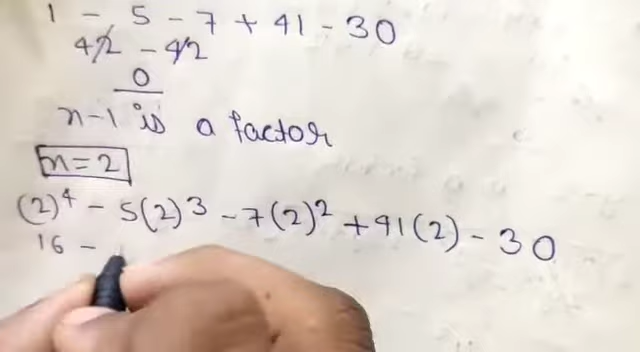 1 - 5 - 7 + 41 - 30
42 - 42
0
x-1 is a factor
x=2
(2)⁴ - 5(2)³ - 7(2)² + 41(2) - 30
16 -